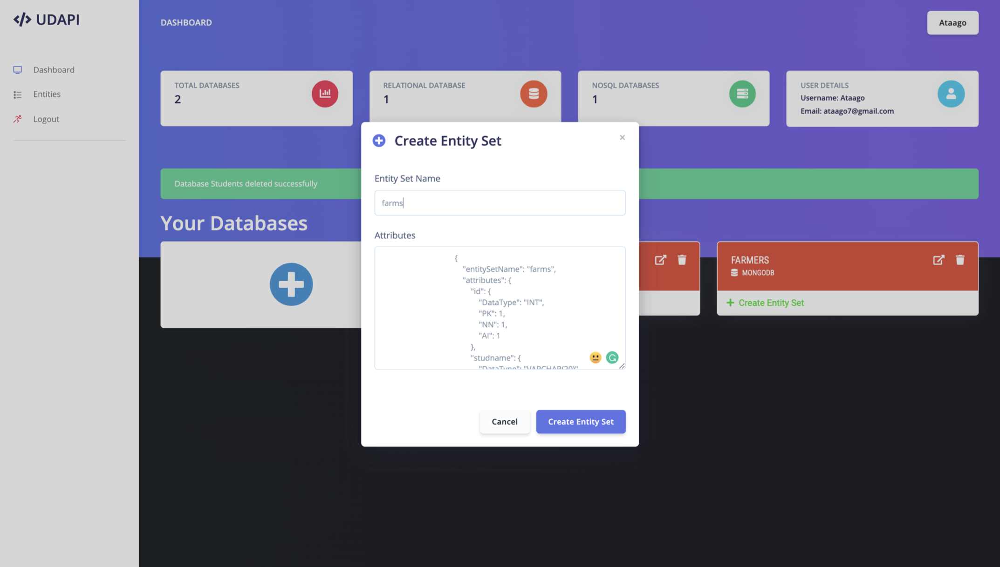 </> UDAPI
Dashboard
Entities
Logout
DASHBOARD
Ataago
TOTAL DATABASES
2
RELATIONAL DATABASE
1
NOSQL DATABASES
1
USER DETAILS
Username: Ataago
Email: ataago7@gmail.com
Database Students deleted successfully
Your Databases
FARMERS
MONGODB
Create Entity Set
Create Entity Set
×
Entity Set Name
farms
Attributes
{
"entitySetName": "farms",
"attributes": {
"id": {
"DataType": "INT",
"PK": 1,
"NN": 1,
"AI": 1
},
"studname": {
"DataType": "VARCHAR(20)"
Cancel
Create Entity Set